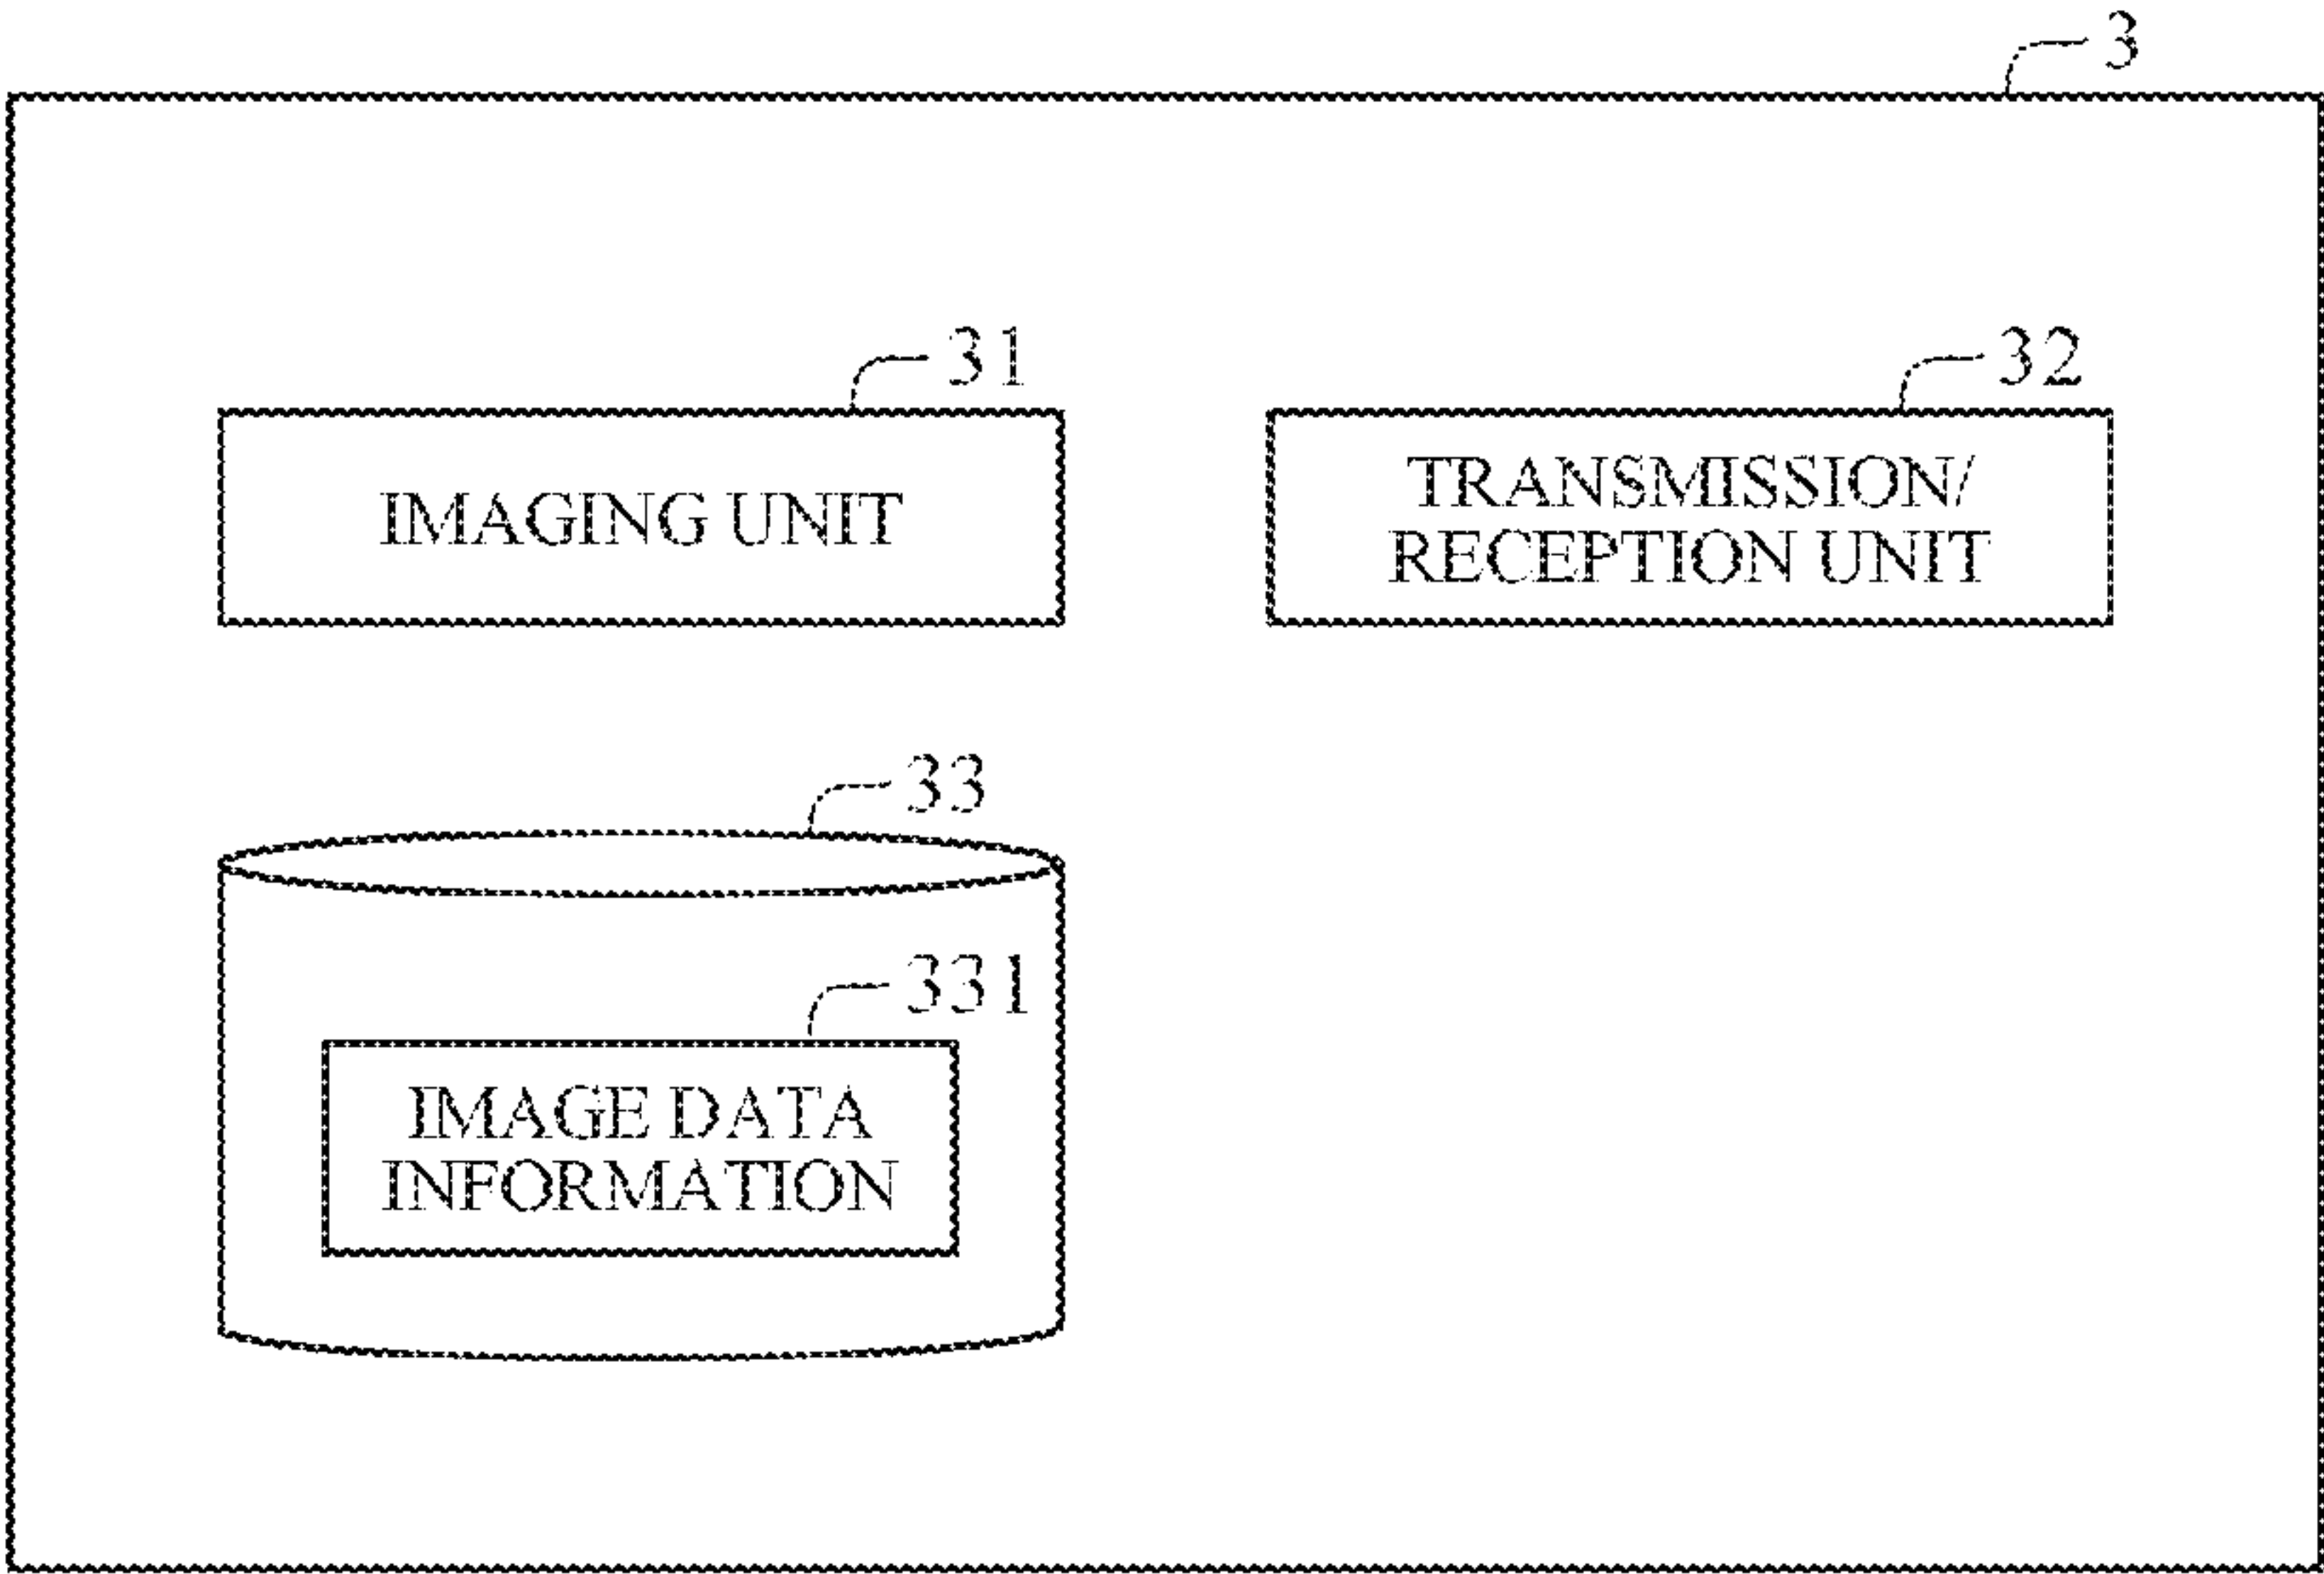 3
31
IMAGING UNIT
32
TRANSMISSION/
RECEPTION UNIT
33
331
IMAGE DATA
INFORMATION